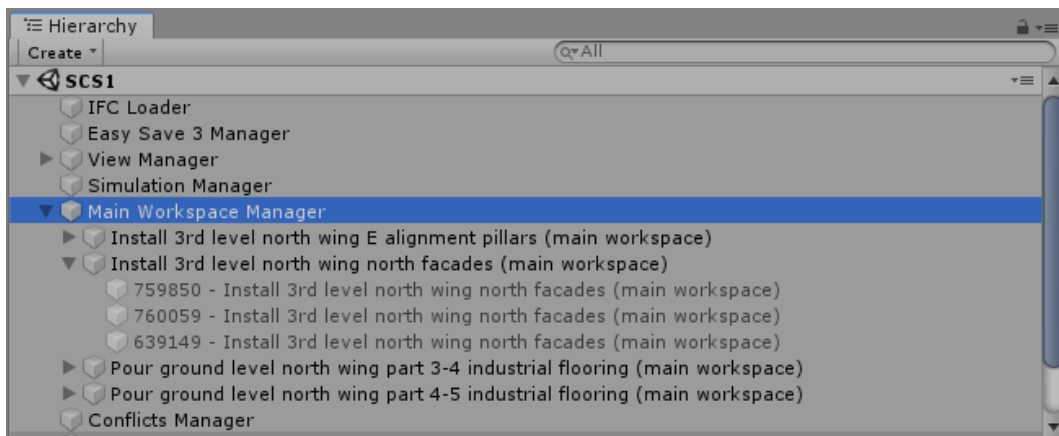 Hierarchy
Create
All
SCS1
IFC Loader
Easy Save 3 Manager
View Manager
Simulation Manager
Main Workspace Manager
Install 3rd level north wing E alignment pillars (main workspace)
Install 3rd level north wing north facades (main workspace)
759850 - Install 3rd level north wing north facades (main workspace)
760059 - Install 3rd level north wing north facades (main workspace)
639149 - Install 3rd level north wing north facades (main workspace)
Pour ground level north wing part 3-4 industrial flooring (main workspace)
Pour ground level north wing part 4-5 industrial flooring (main workspace)
Conflicts Manager